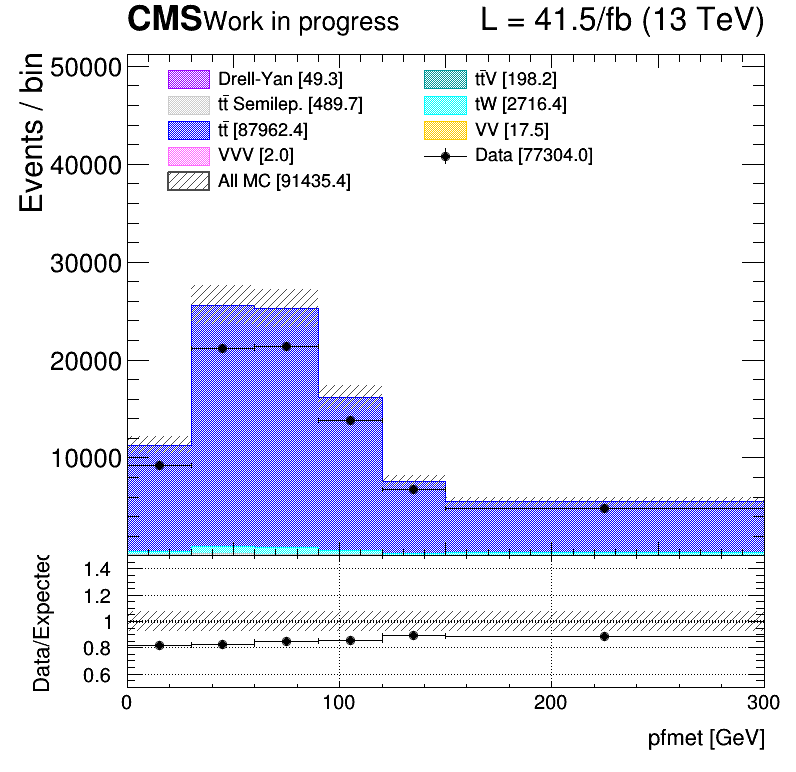 CMS Work in progress L = 41.5/fb (13 TeV)
Events / bin
50000
40000
30000
20000
10000
Drell-Yan [49.3]
tt̄ Semilep. [489.7]
tt̄ [87962.4]
VVV [2.0]
All MC [91435.4]
tt̄V [198.2]
tW [2716.4]
VV [17.5]
Data [77304.0]
Data/Expected
1.4
1.2
1
0.8
0.6
0 100 200 300
pfmet [GeV]